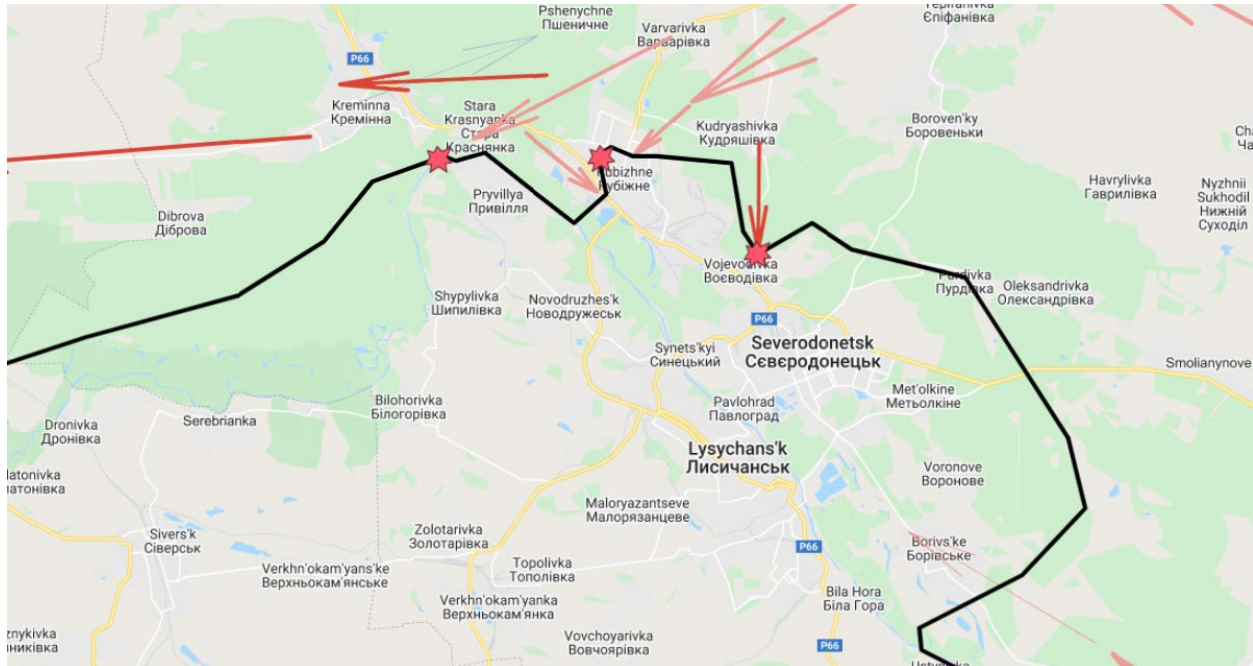 Pshenychne
Пшеничне
Єпіфанівка
P66
Varvarivka
Варварівка
Kreminna
Кремінна
Stara
Krasnyanka
Стара
Краснянка
Kudryashivka
Кудряшівка
Boroven'ky
Боровеньки
Рубіжне
Pryvillya
Привілля
Havrylivka
Гаврилівка
Nyzhnii
Sukhodil
Нижній
Суходіл
Dibrova
Діброва
Воєводівка
Purdivka
Пурдівка
Oleksandrivka
Олександрівка
Shypylivka
Шипилівка
Novodruzhes'k
Новодружеськ
P66
Synets'kyi
Синецький
Severodonetsk
Сєвєродонецьк
Smolianynove
Met'olkine
Метьолкіне
Pavlohrad
Павлоград
Bilohorivka
Білогорівка
Serebrianka
Dronivka
Дронівка
Lysychans'k
Лисичанськ
Voronove
Воронове
Maloryazantseve
Малорязанцеве
Sivers'k
Сіверськ
Zolotarivka
Золотарівка
Borivs'ke
Борівське
P66
Topolivka
Тополівка
Verkhn'okam'yans'ke
Верхньокам'янське
Bila Hora
Біла Гора
Verkhn'okam'yanka
Верхньокам'янка
Vovchoyarivka
Вовчоярівка